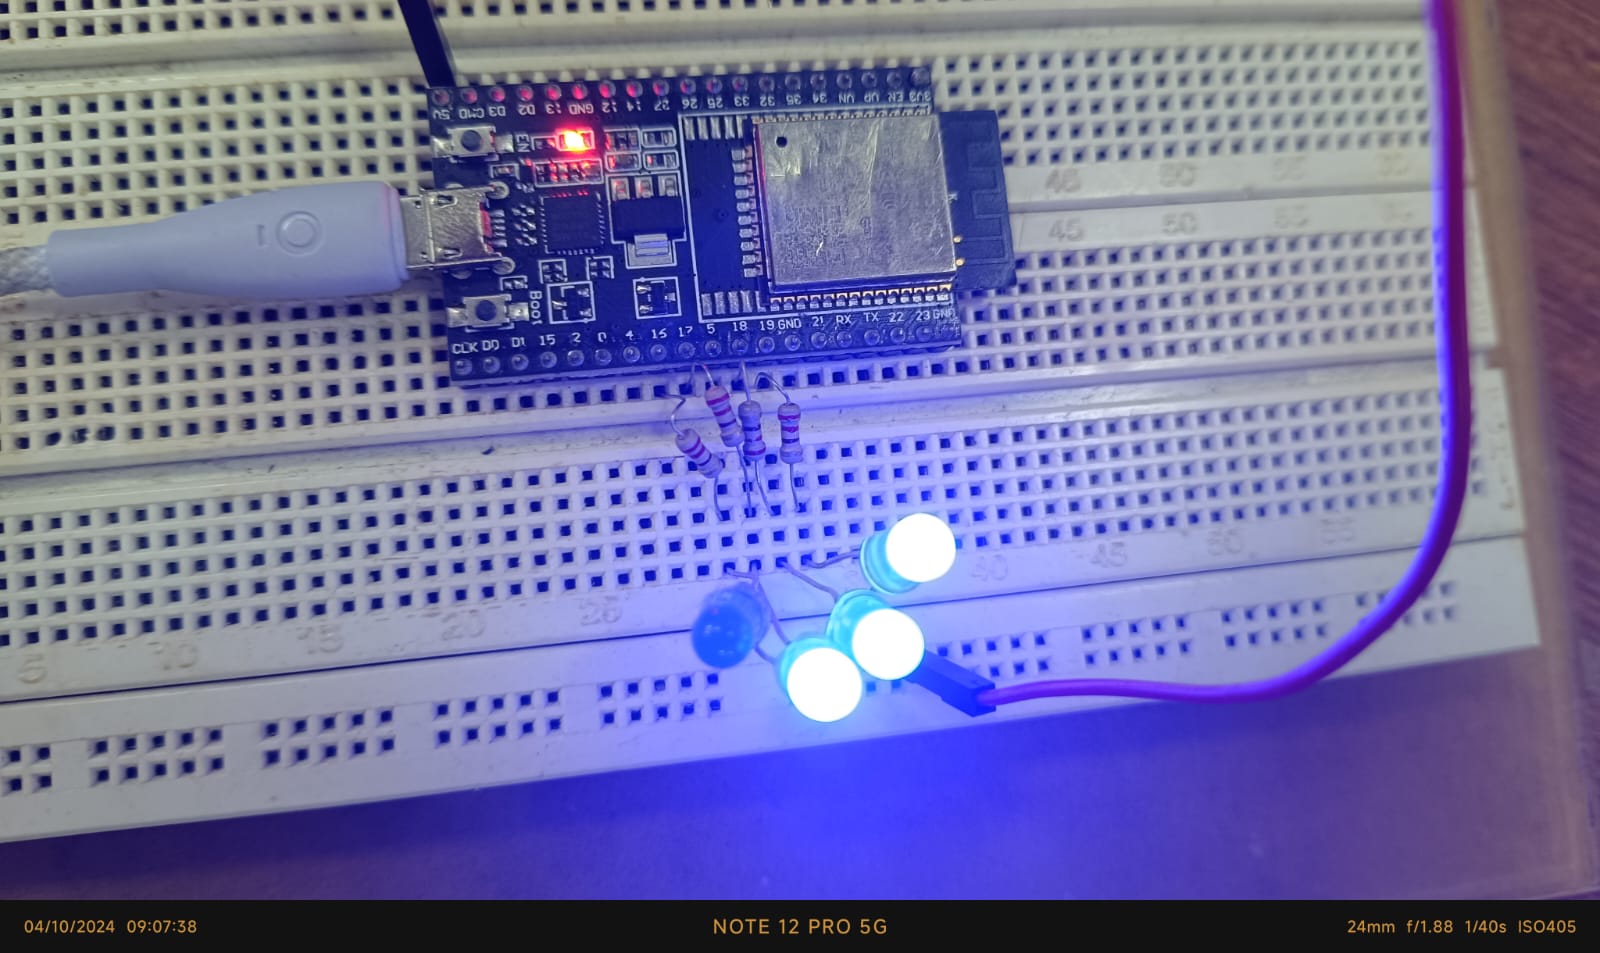 5V CMD D3 D2 13 GND 12 14 27 26 25 33 32 35 34 VN VP EN 3V3
EN
Boot
CLK D0 D1 15 2 0 4 16 17 5 18 19 GND 21 RX TX 22 23 GND
45 50
45 50
40 45 50 55
5 10 15 20 25
04/10/2024 09:07:38
NOTE 12 PRO 5G
24mm f/1.88 1/40s ISO405